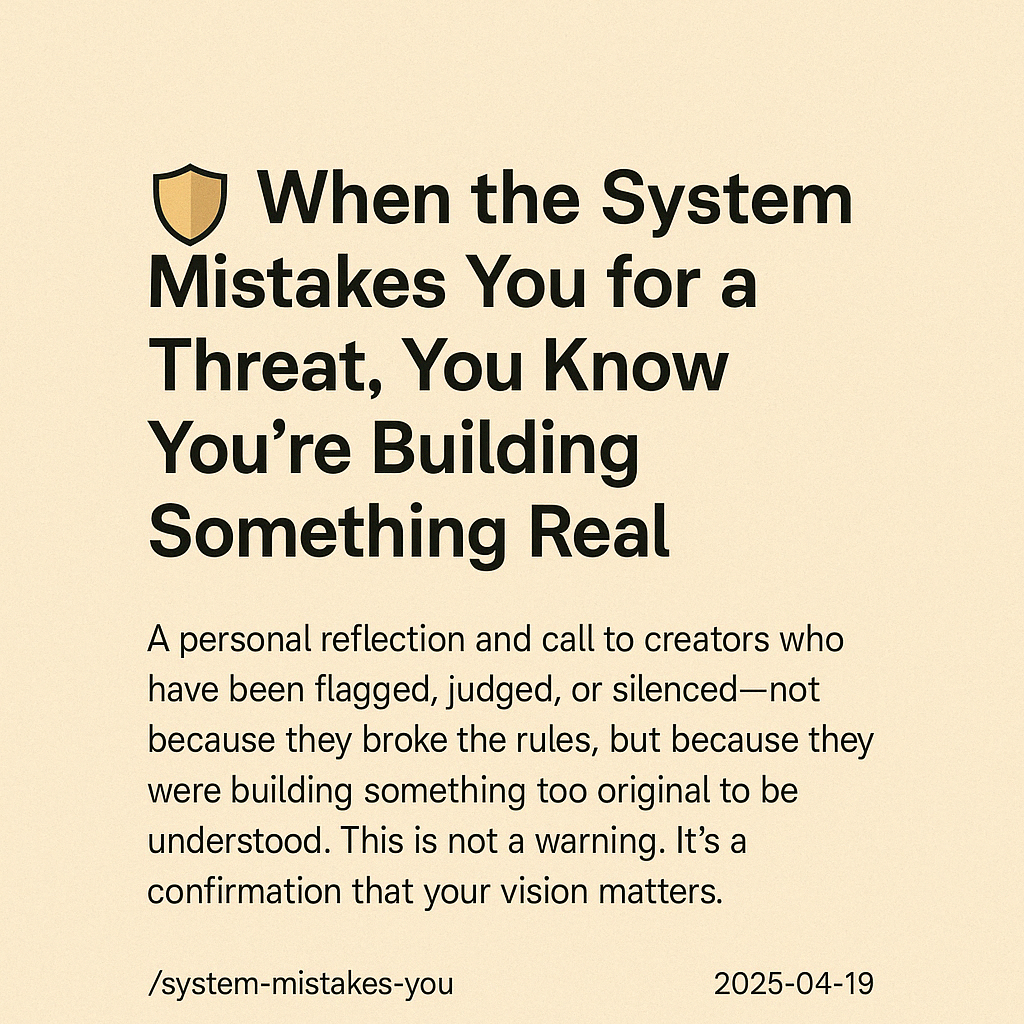 When the System
Mistakes You for a
Threat, You Know
You’re Building
Something Real
A personal reflection and call to creators who
have been flagged, judged, or silenced—not
because they broke the rules, but because they
were building something too original to be
understood. This is not a warning. It’s a
confirmation that your vision matters.
/system-mistakes-you 2025-04-19